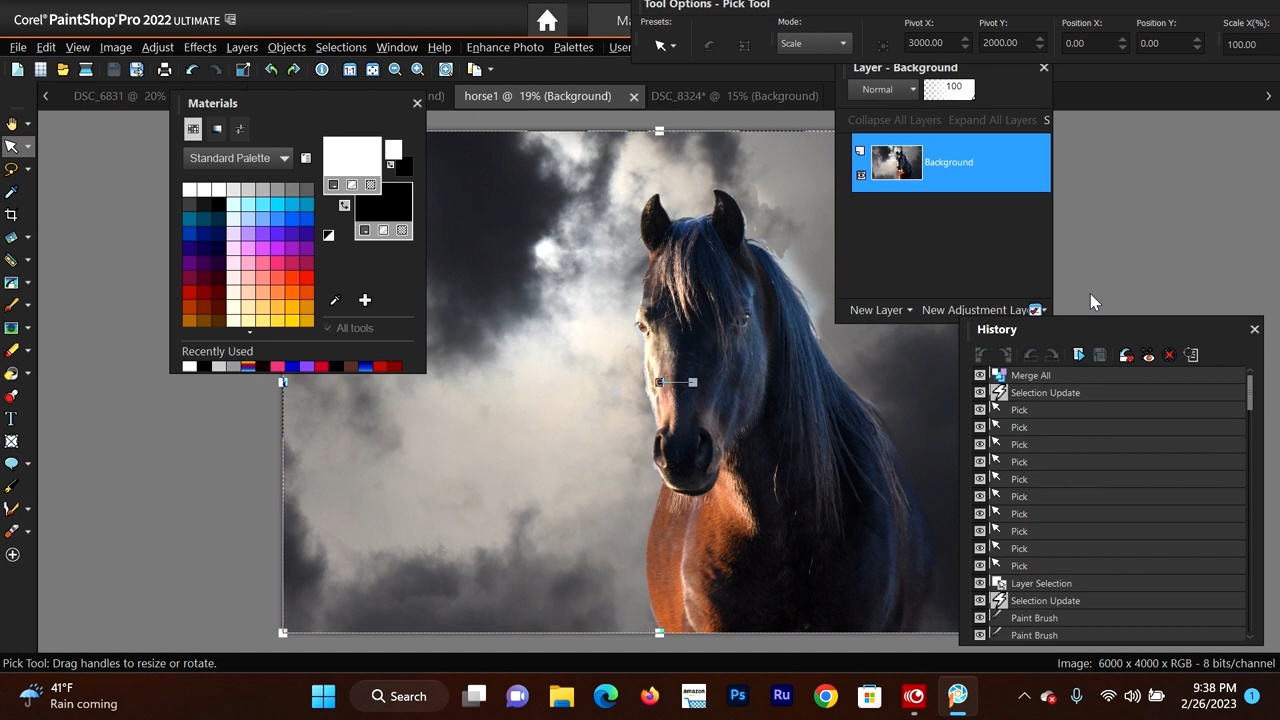 Corel® PaintShop® Pro 2022 ULTIMATE
Tool Options - Pick Tool
Presets:
Mode:
Pivot X:
Pivot Y:
Position X:
Position Y:
Scale X(%):
Scale
3000.00
2000.00
0.00
0.00
100.00
File
Edit
View
Image
Adjust
Effects
Layers
Objects
Selections
Window
Help
Enhance Photo
Palettes
DSC_6831 @ 20%
horse1 @ 19% (Background)
DSC_8324* @ 15% (Background)
Materials
Standard Palette
All tools
Recently Used
Layer - Background
Normal
100
Collapse All Layers
Expand All Layers
S
Background
New Layer
New Adjustment Lay
History
Merge All
Selection Update
Pick
Pick
Pick
Pick
Pick
Pick
Pick
Pick
Pick
Pick
Layer Selection
Selection Update
Paint Brush
Paint Brush
Pick Tool: Drag handles to resize or rotate.
Image: 6000 x 4000 x RGB - 8 bits/channel
41°F
Rain coming
Search
amazon
Ps
Ru
9:38 PM
2/26/2023
1